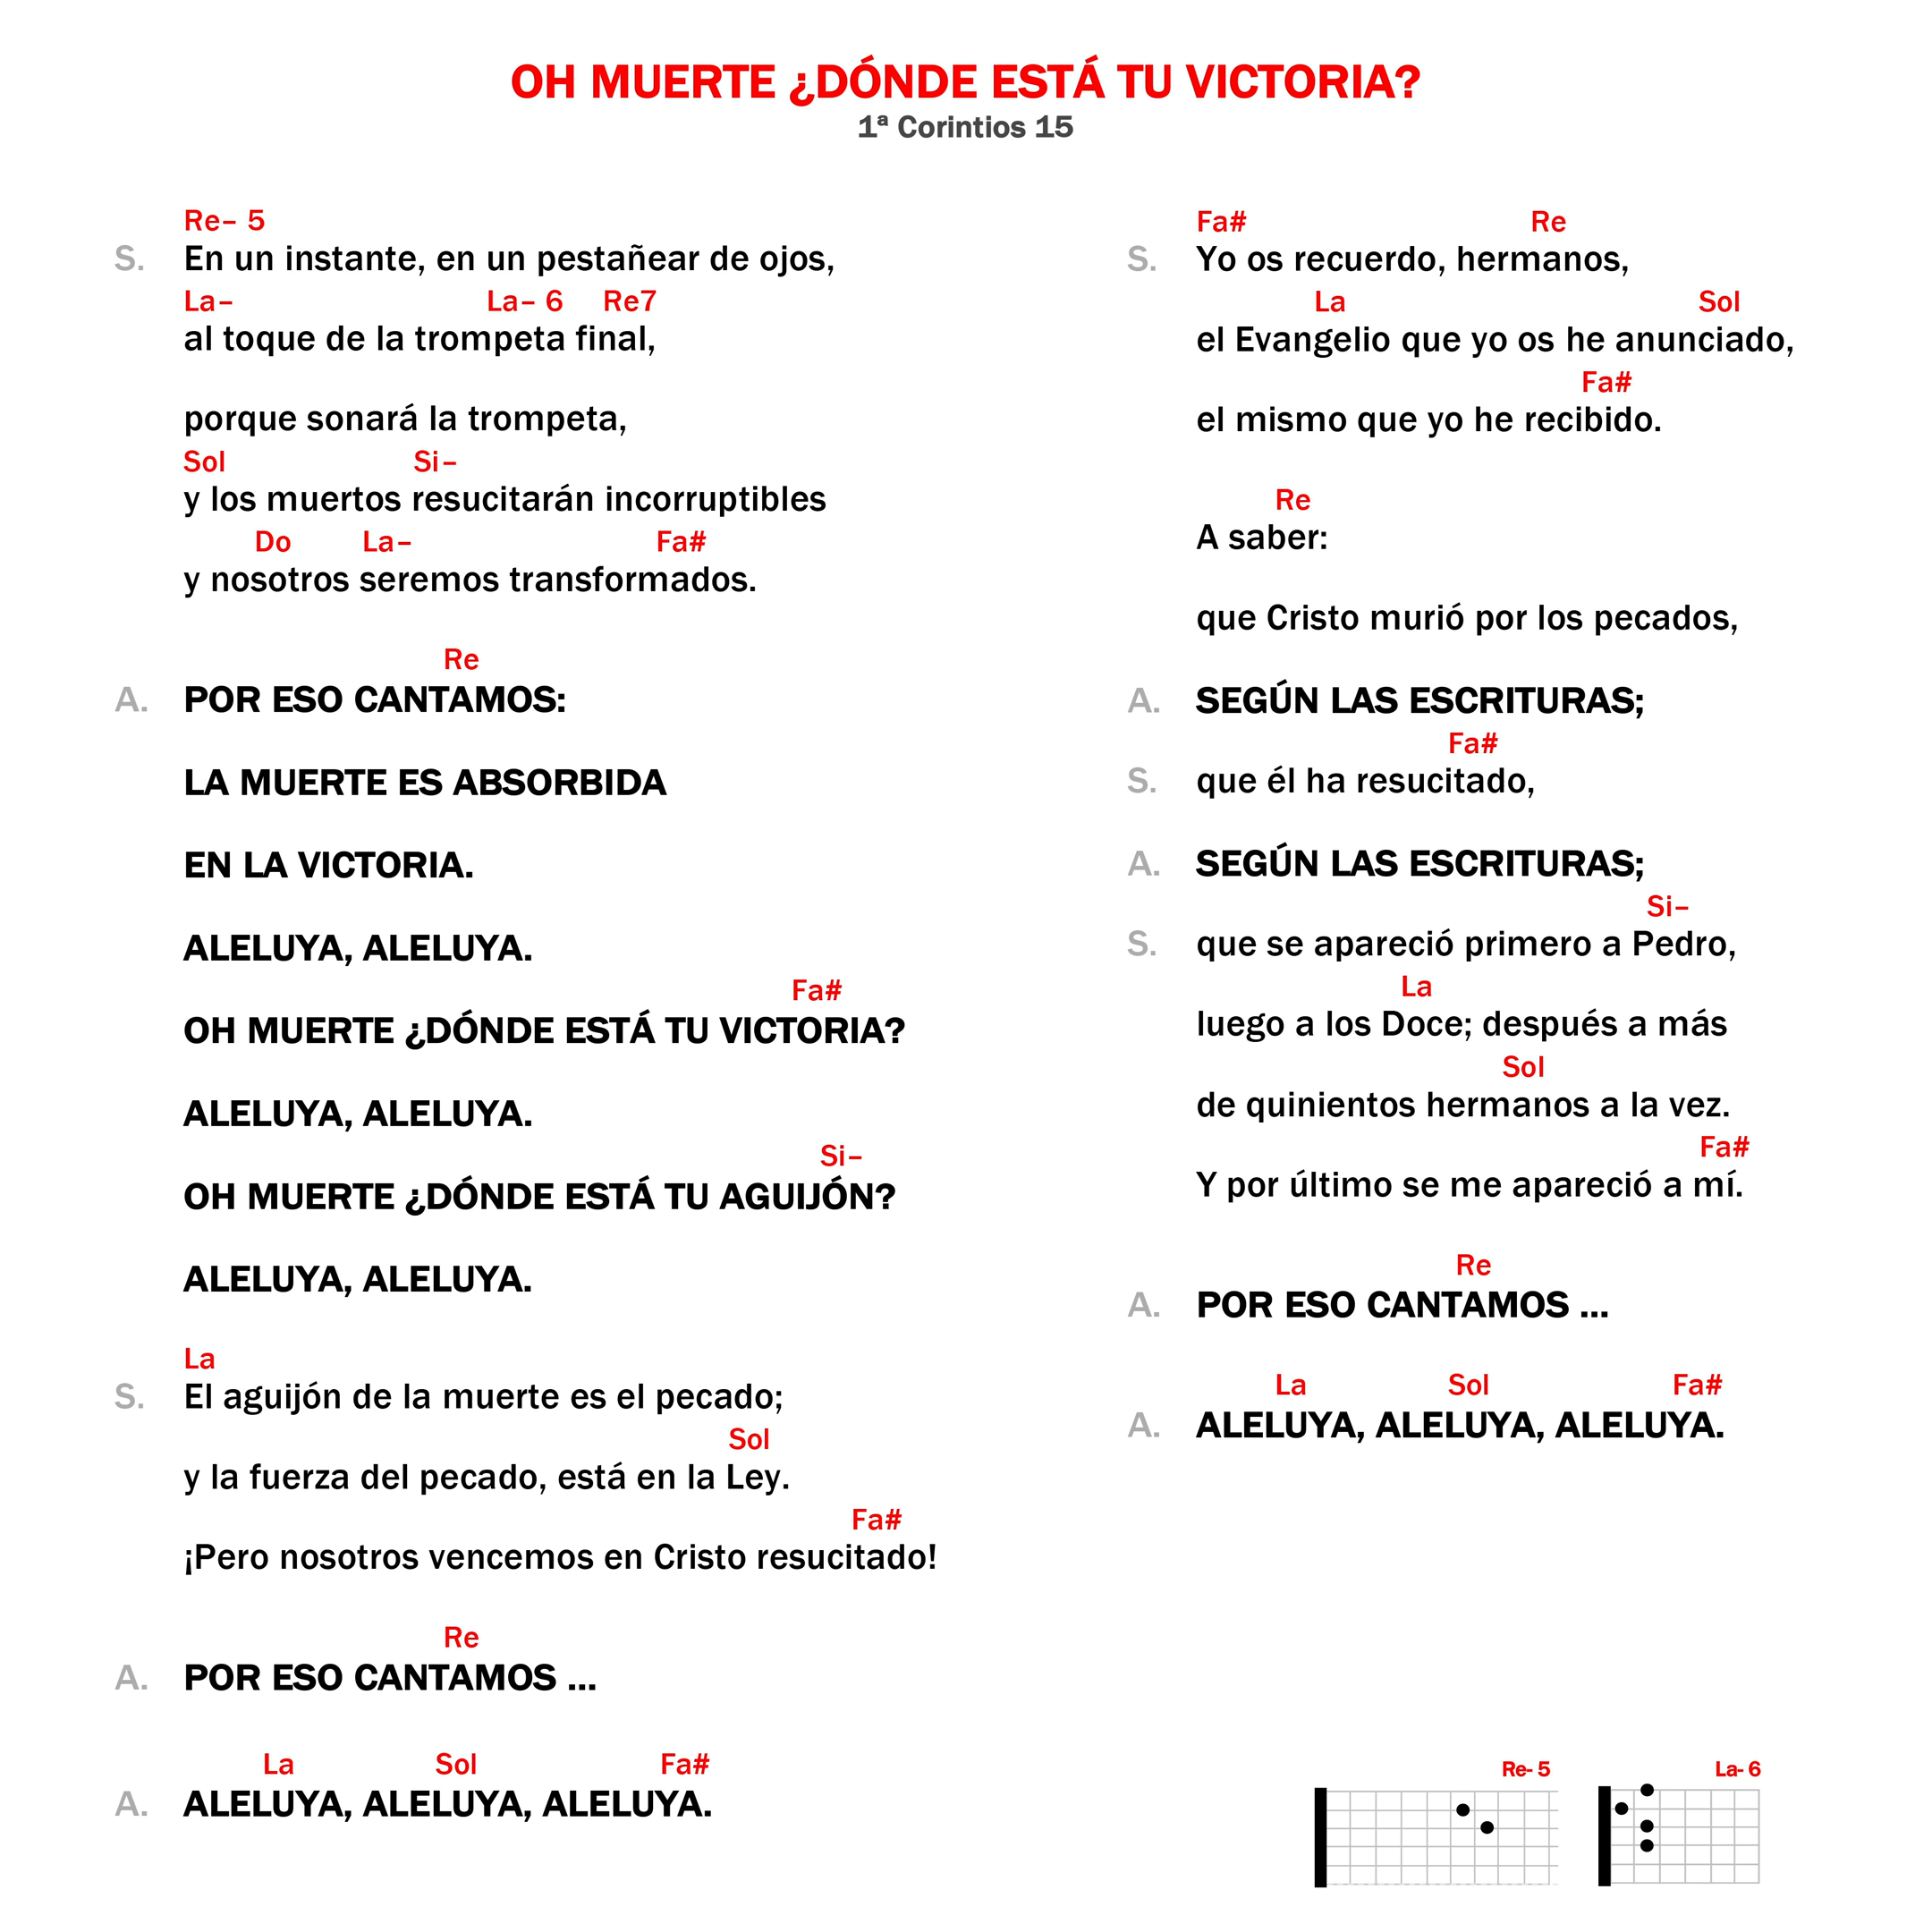 OH MUERTE ¿DÓNDE ESTÁ TU VICTORIA?
1ª Corintios 15
Re– 5
S. En un instante, en un pestañear de ojos,
La– La– 6 Re7
al toque de la trompeta final,
porque sonará la trompeta,
Sol Si–
y los muertos resucitarán incorruptibles
Do La– Fa#
y nosotros seremos transformados.
Re
A. POR ESO CANTAMOS:
LA MUERTE ES ABSORBIDA
EN LA VICTORIA.
ALELUYA, ALELUYA.
Fa#
OH MUERTE ¿DÓNDE ESTÁ TU VICTORIA?
ALELUYA, ALELUYA.
Si–
OH MUERTE ¿DÓNDE ESTÁ TU AGUIJÓN?
ALELUYA, ALELUYA.
La
S. El aguijón de la muerte es el pecado;
Sol
y la fuerza del pecado, está en la Ley.
Fa#
¡Pero nosotros vencemos en Cristo resucitado!
Re
A. POR ESO CANTAMOS ...
La Sol Fa#
A. ALELUYA, ALELUYA, ALELUYA.
Fa# Re
S. Yo os recuerdo, hermanos,
La Sol
el Evangelio que yo os he anunciado,
Fa#
el mismo que yo he recibido.
Re
A saber:
que Cristo murió por los pecados,
A. SEGÚN LAS ESCRITURAS;
Fa#
S. que él ha resucitado,
A. SEGÚN LAS ESCRITURAS;
Si–
S. que se apareció primero a Pedro,
La
luego a los Doce; después a más
Sol
de quinientos hermanos a la vez.
Fa#
Y por último se me apareció a mí.
Re
A. POR ESO CANTAMOS ...
La Sol Fa#
A. ALELUYA, ALELUYA, ALELUYA.
Re- 5 La- 6